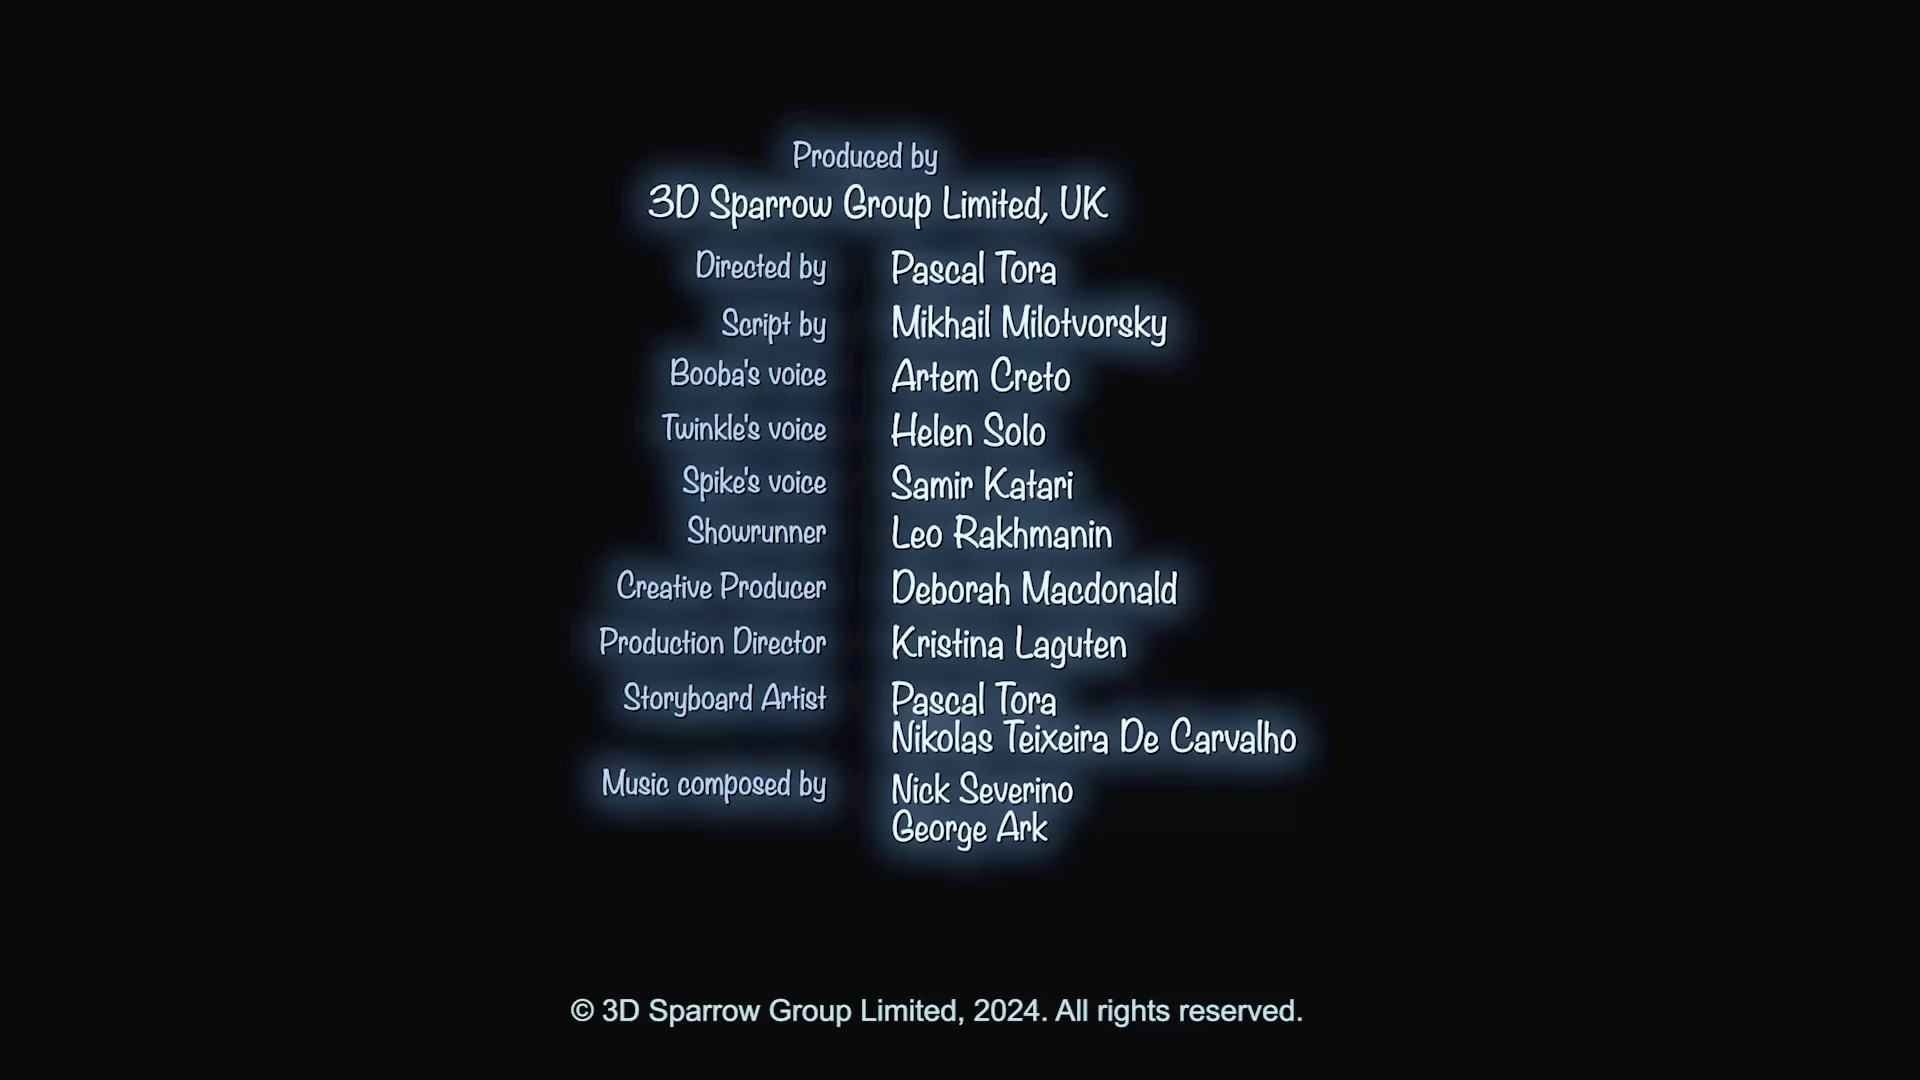 Produced by
3D Sparrow Group Limited, UK
Directed by Pascal Tora
Script by Mikhail Milotvorsky
Booba's voice Artem Creto
Twinkle's voice Helen Solo
Spike's voice Samir Katari
Showrunner Leo Rakhmanin
Creative Producer Deborah Macdonald
Production Director Kristina Laguten
Storyboard Artist Pascal Tora
Nikolas Teixeira De Carvalho
Music composed by Nick Severino
George Ark
© 3D Sparrow Group Limited, 2024. All rights reserved.